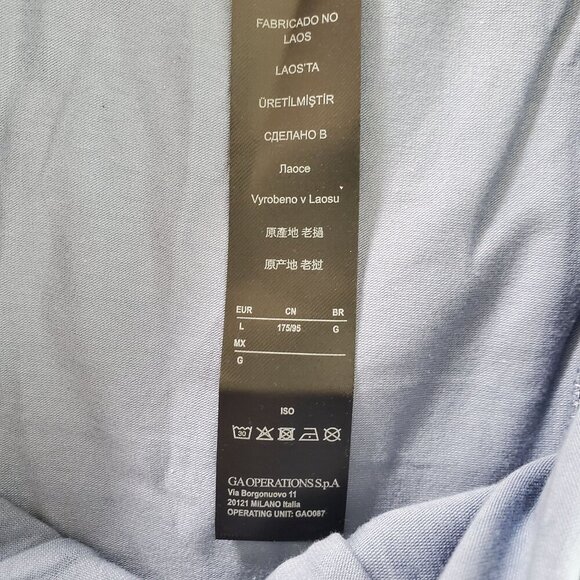 FABRICADO NO
LAOS
LAOS'TA
ÜRETİLMİŞTİR
СДЕЛАНО В
Лаосе
Vyrobeno v Laosu
原產地 老撾
原产地 老挝
EUR CN BR
L 175/95 G
MX
G
ISO
30
GA OPERATIONS S.p.A
Via Borgonuovo 11
20121 MILANO Italia
OPERATING UNIT: GAO087